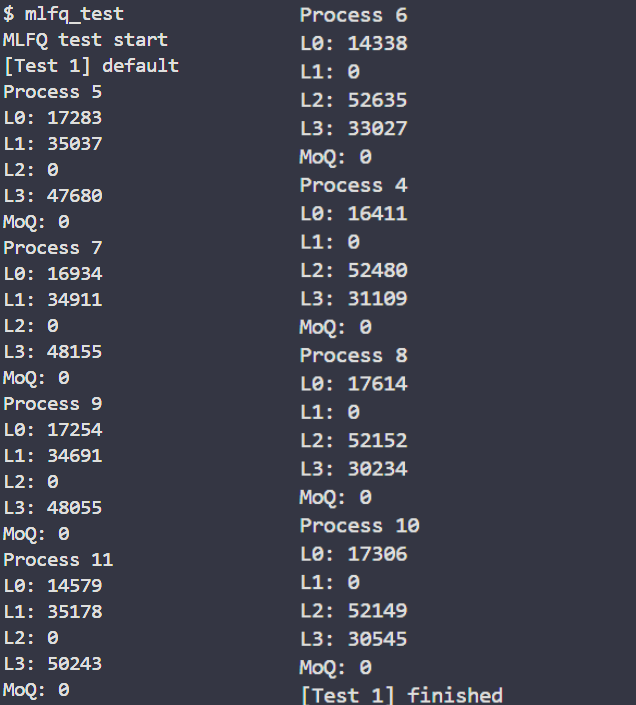 $ mlfq_test
MLFQ test start
[Test 1] default
Process 5
L0: 17283
L1: 35037
L2: 0
L3: 47680
MoQ: 0
Process 7
L0: 16934
L1: 34911
L2: 0
L3: 48155
MoQ: 0
Process 9
L0: 17254
L1: 34691
L2: 0
L3: 48055
MoQ: 0
Process 11
L0: 14579
L1: 35178
L2: 0
L3: 50243
MoQ: 0
Process 6
L0: 14338
L1: 0
L2: 52635
L3: 33027
MoQ: 0
Process 4
L0: 16411
L1: 0
L2: 52480
L3: 31109
MoQ: 0
Process 8
L0: 17614
L1: 0
L2: 52152
L3: 30234
MoQ: 0
Process 10
L0: 17306
L1: 0
L2: 52149
L3: 30545
MoQ: 0
[Test 1] finished